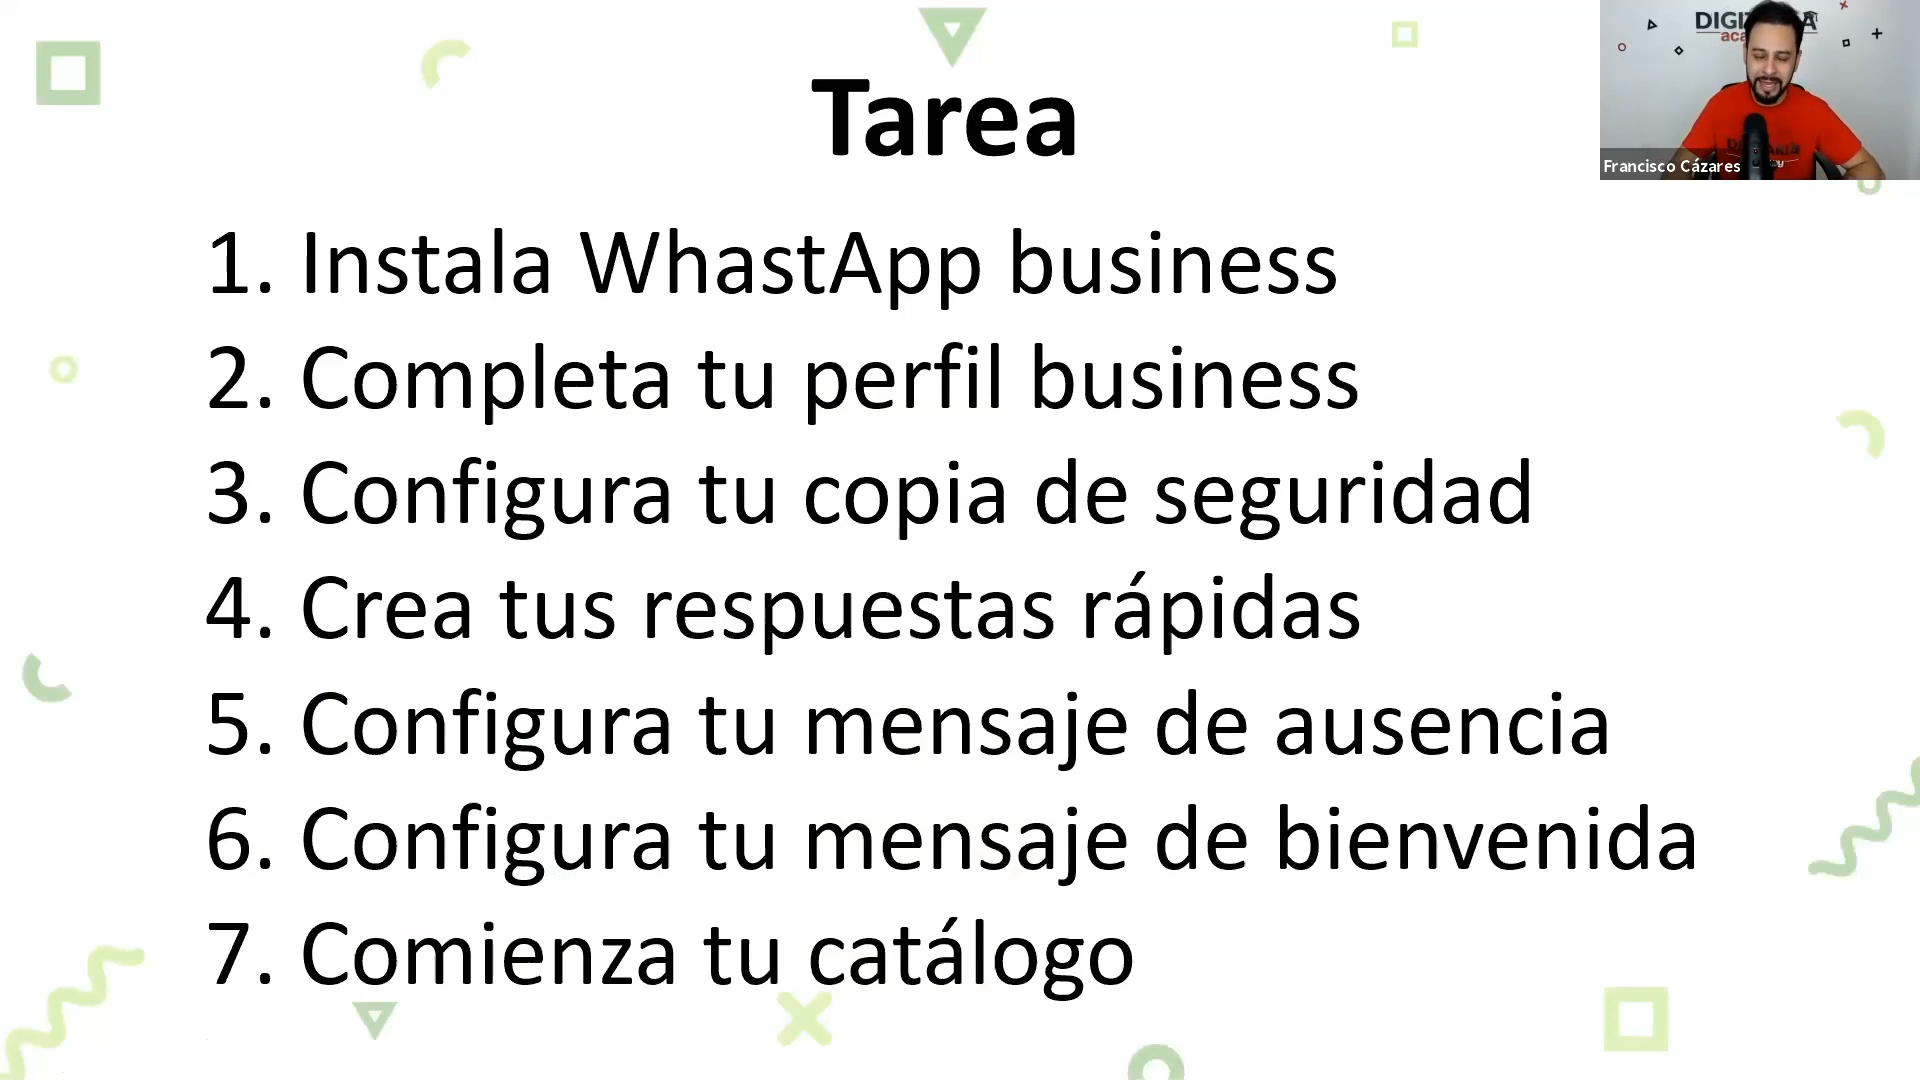 Tarea
Francisco Cázares
1. Instala WhastApp business
2. Completa tu perfil business
3. Configura tu copia de seguridad
4. Crea tus respuestas rápidas
5. Configura tu mensaje de ausencia
6. Configura tu mensaje de bienvenida
7. Comienza tu catálogo